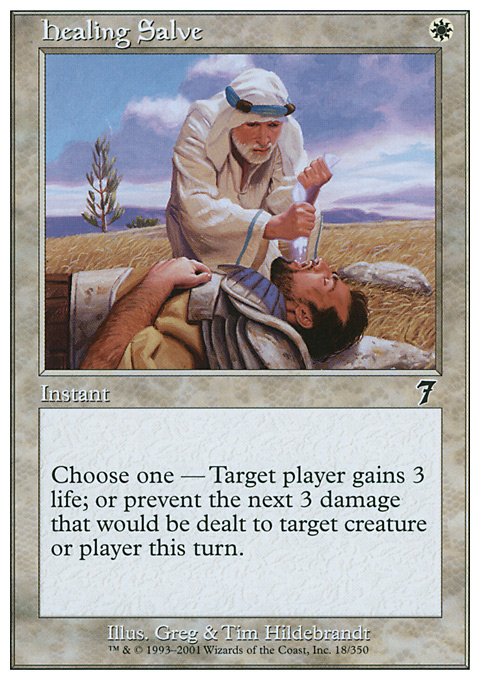 Healing Salve
Instant
7
Choose one — Target player gains 3
life; or prevent the next 3 damage
that would be dealt to target creature
or player this turn.
Illus. Greg & Tim Hildebrandt
™ & © 1993–2001 Wizards of the Coast, Inc. 18/350